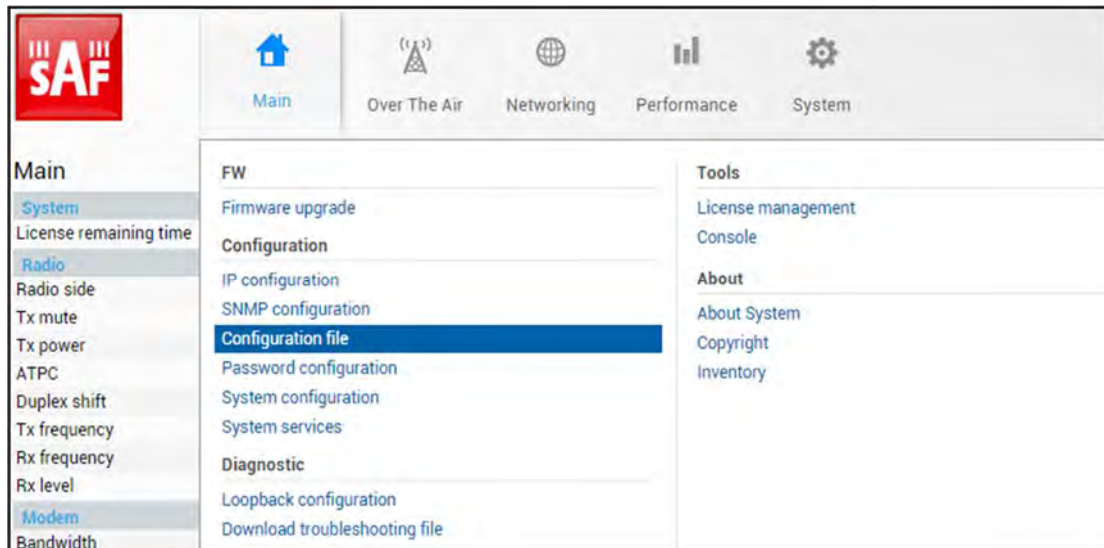 SAF
Main
Over The Air
Networking
Performance
System
Main
System
License remaining time
Radio
Radio side
Tx mute
Tx power
ATPC
Duplex shift
Tx frequency
Rx frequency
Rx level
Modem
Bandwidth
FW
Firmware upgrade
Configuration
IP configuration
SNMP configuration
Configuration file
Password configuration
System configuration
System services
Diagnostic
Loopback configuration
Download troubleshooting file
Tools
License management
Console
About
About System
Copyright
Inventory